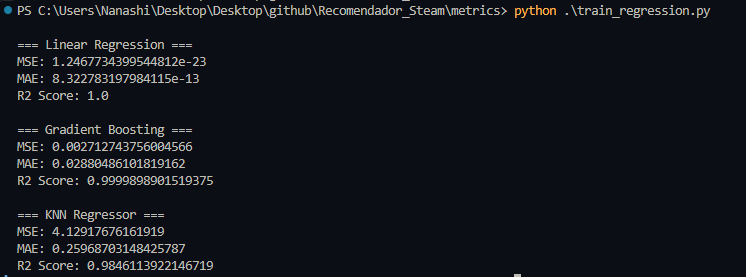 PS C:\Users\Nanashi\Desktop\Desktop\github\Recomendador_Steam\metrics> python .\train_regression.py
=== Linear Regression ===
MSE: 1.2467734399544812e-23
MAE: 8.322783197984115e-13
R2 Score: 1.0
=== Gradient Boosting ===
MSE: 0.002712743756004566
MAE: 0.02880486101819162
R2 Score: 0.9999898901519375
=== KNN Regressor ===
MSE: 4.12917676161919
MAE: 0.25968703148425787
R2 Score: 0.9846113922146719